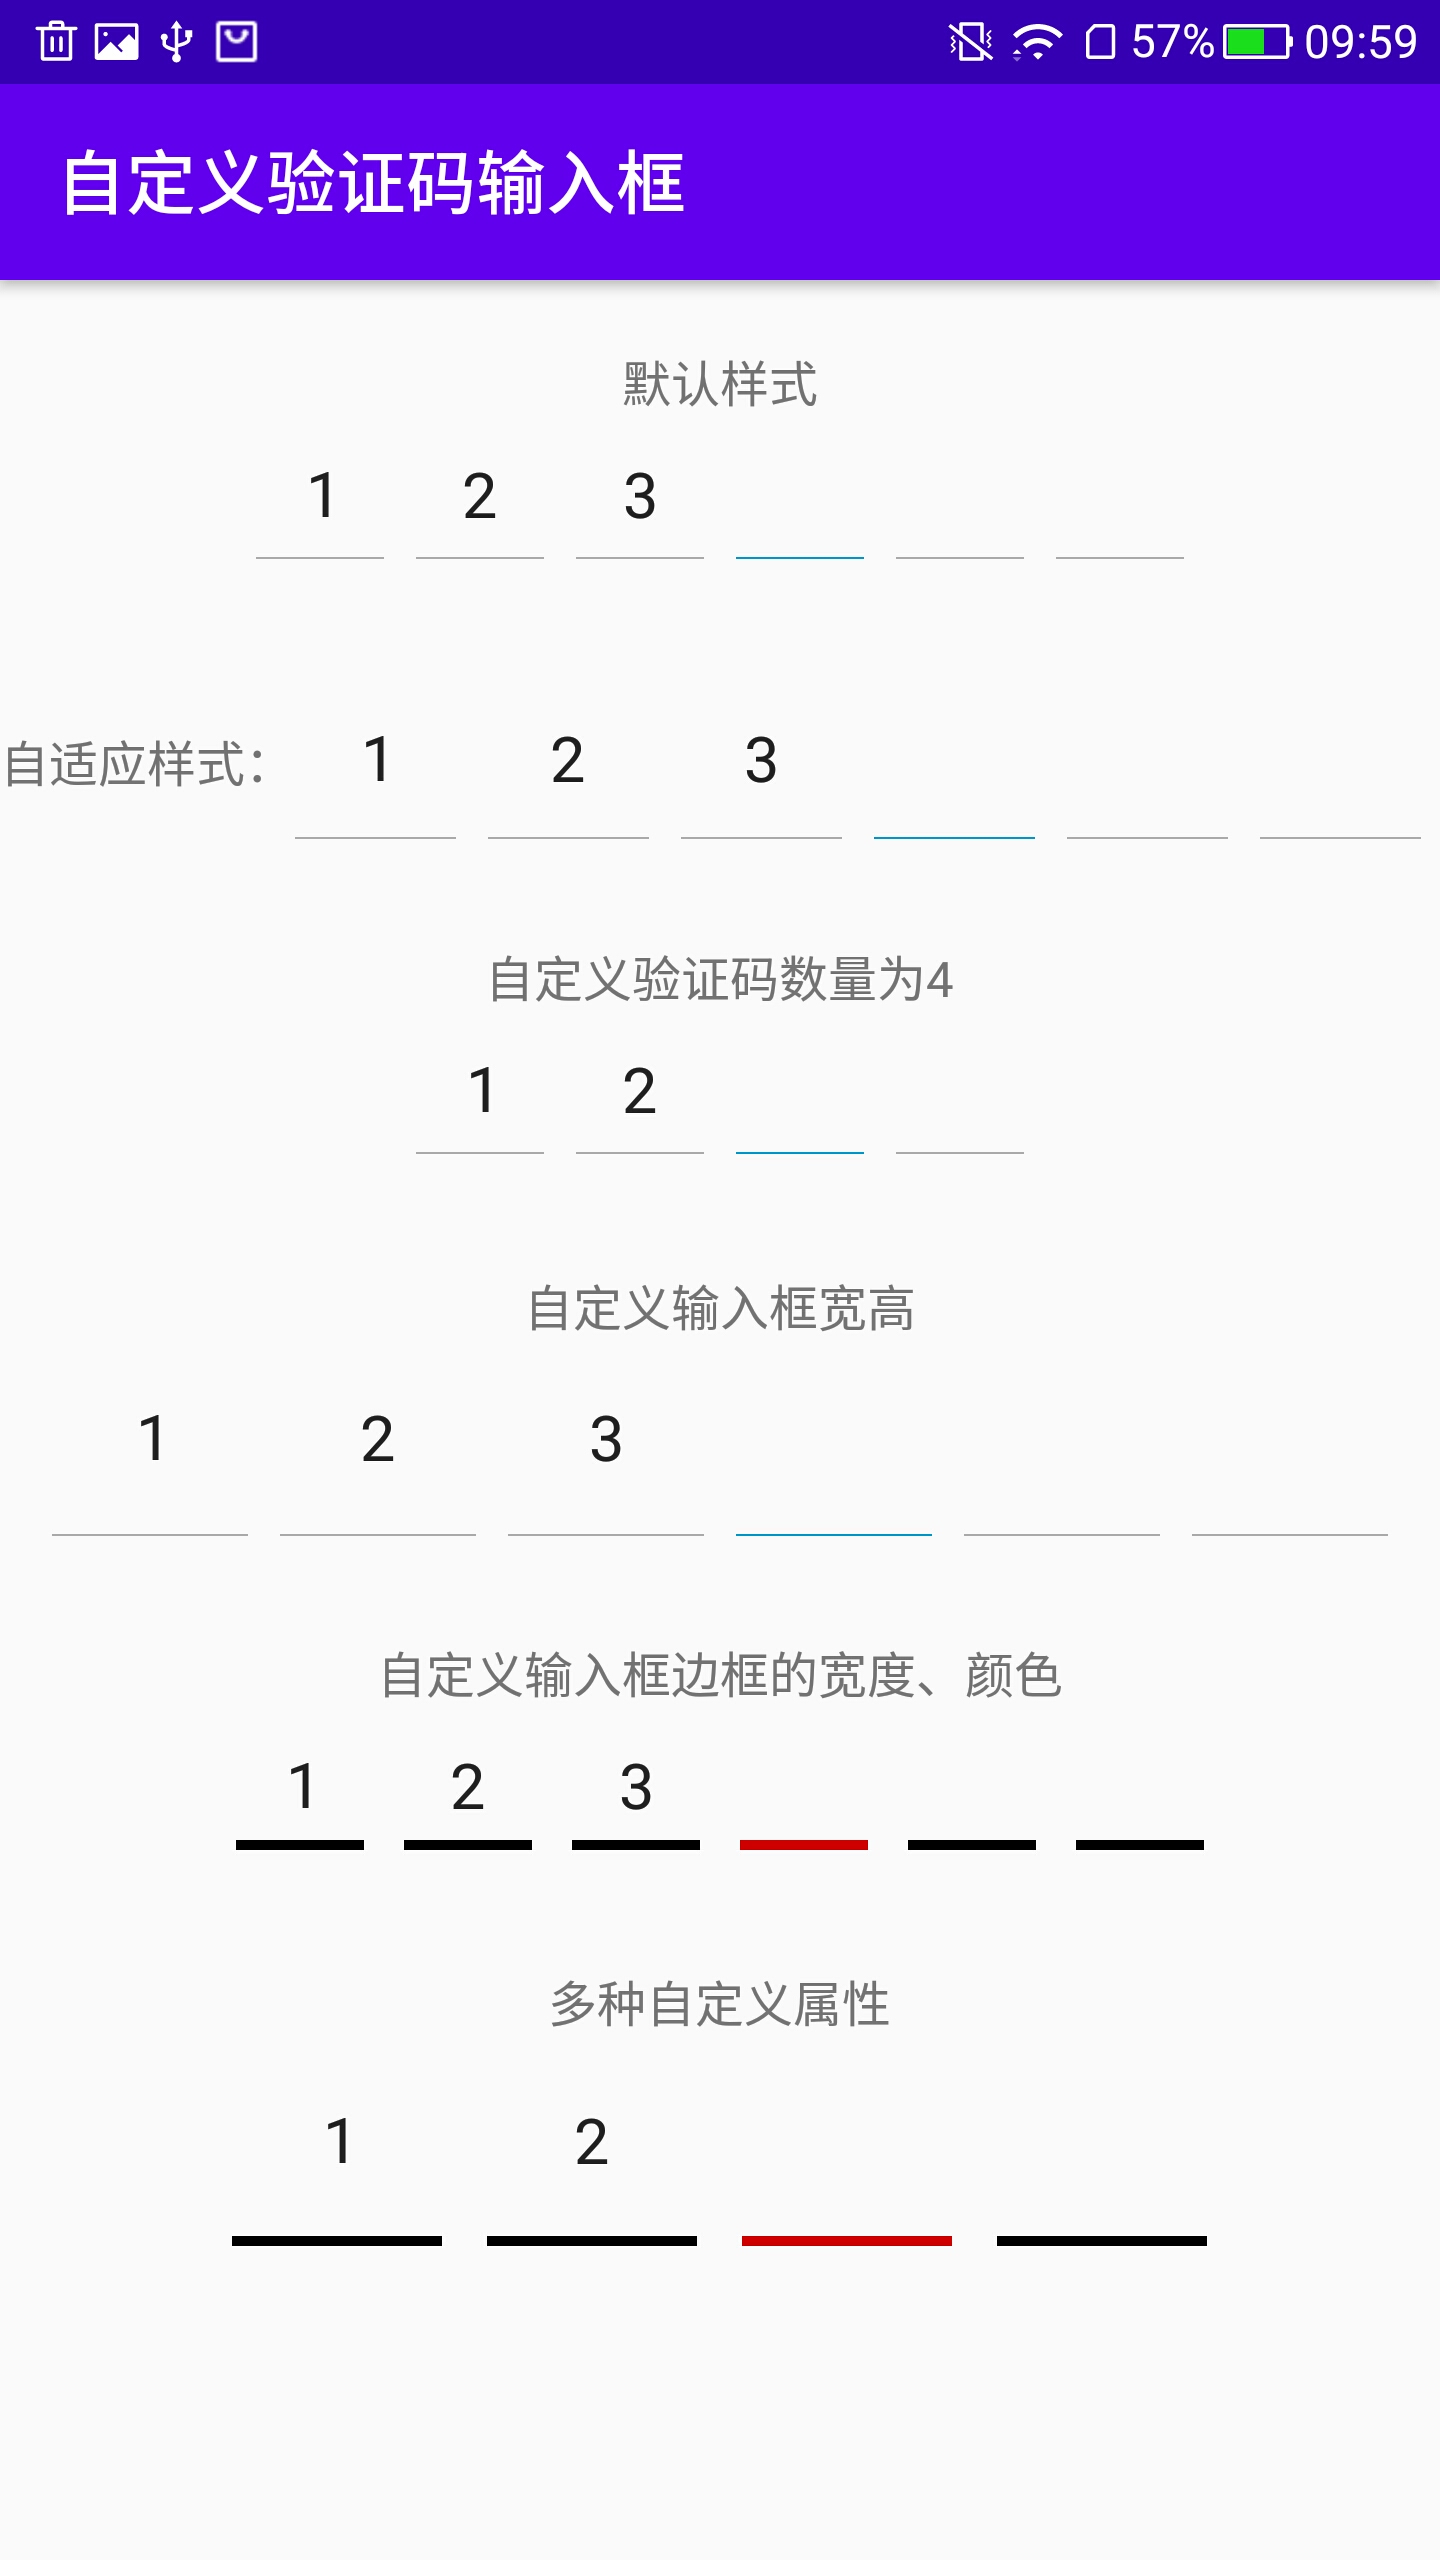 57% 09:59
自定义验证码输入框
默认样式
1 2 3
自适应样式： 1 2 3
自定义验证码数量为4
1 2
自定义输入框宽高
1 2 3
自定义输入框边框的宽度、颜色
1 2 3
多种自定义属性
1 2